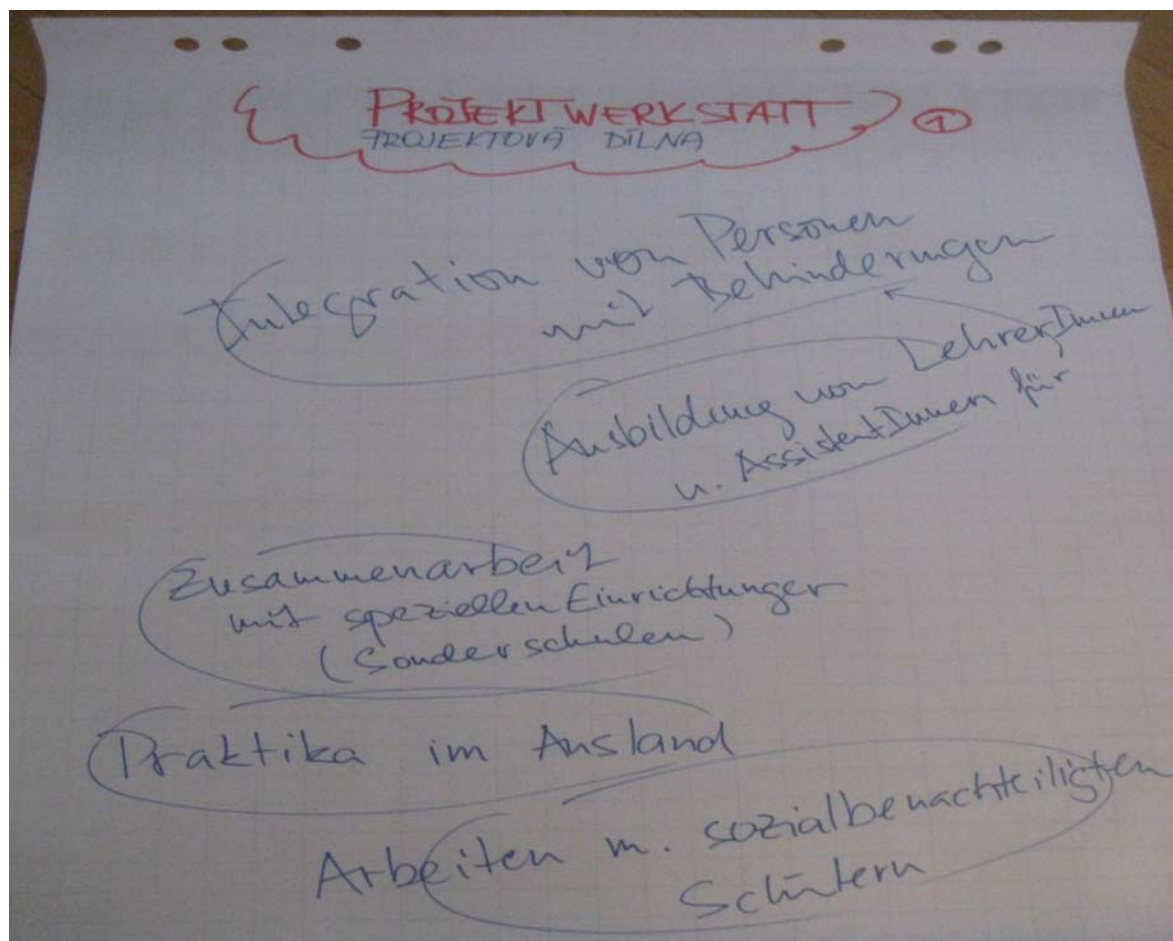 PROJEKTWERKSTATT ①
PROJEKTOVÁ DÍLNA
Integration von Personen
mit Behinderungen
Ausbildung von LehrerInnen
u. AssistentInnen für
Zusammenarbeit
mit speziellen Einrichtungen
(Sonderschulen)
Praktika im Ausland
Arbeiten m. sozialbenachteiligten
Schülern